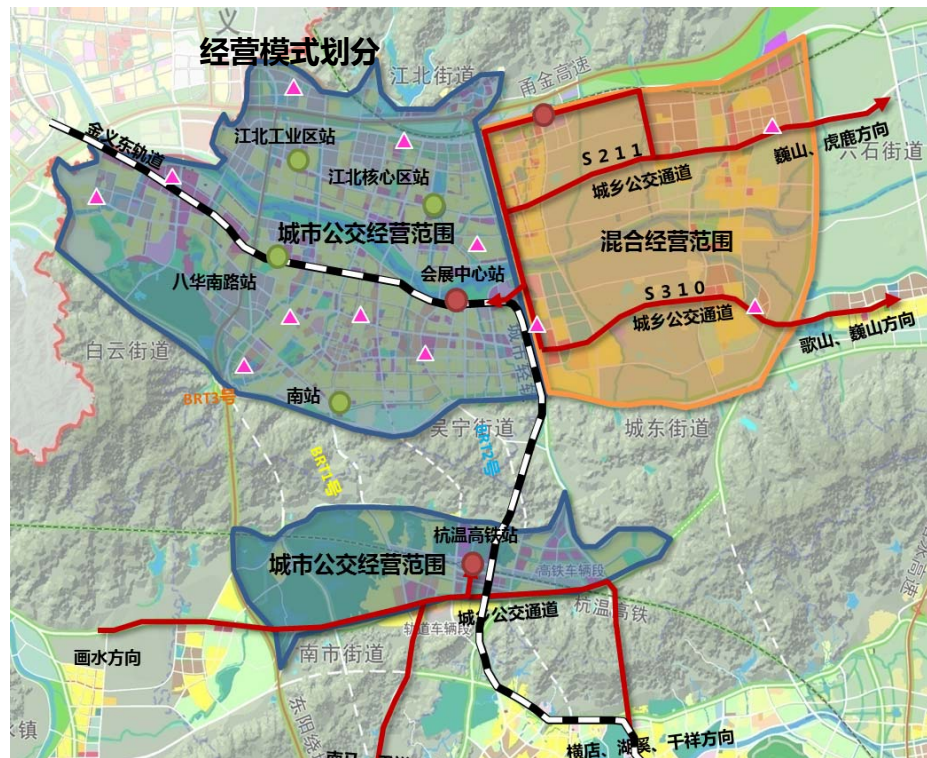 义
经营模式划分
江北街道
甬金高速
金义东轨道
江北工业区站
S211
巍山、虎鹿方向
六石街道
江北核心区站
城乡公交通道
城市公交经营范围
混合经营范围
八华南路站
会展中心站
S310
城乡公交通道
歌山、巍山方向
白云街道
南站
BRT3号
吴宁街道
城东街道
BRT1号
BRT2号
杭温高铁站
城市公交经营范围
高铁车辆段
杭温高铁
城乡公交通道
轨道车辆段
画水方向
南市街道
横店、湖溪、千祥方向